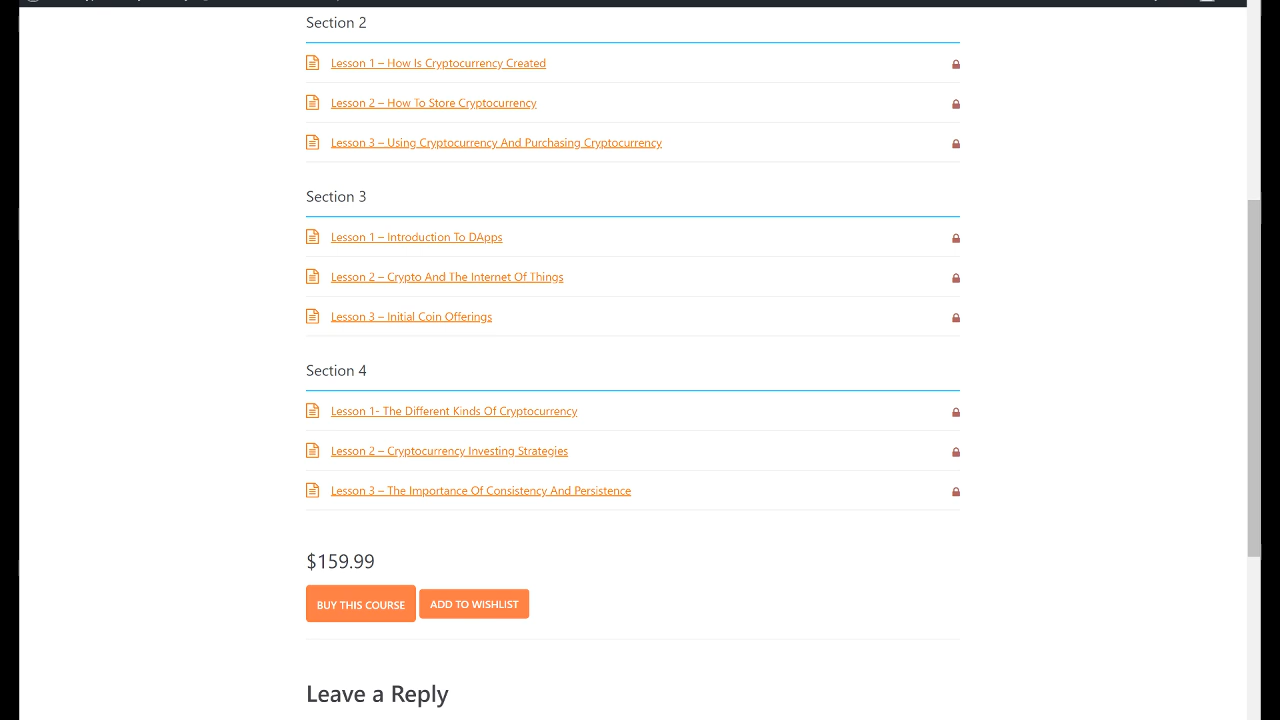 Section 2
Lesson 1 – How Is Cryptocurrency Created
Lesson 2 – How To Store Cryptocurrency
Lesson 3 – Using Cryptocurrency And Purchasing Cryptocurrency
Section 3
Lesson 1 – Introduction To DApps
Lesson 2 – Crypto And The Internet Of Things
Lesson 3 – Initial Coin Offerings
Section 4
Lesson 1- The Different Kinds Of Cryptocurrency
Lesson 2 – Cryptocurrency Investing Strategies
Lesson 3 – The Importance Of Consistency And Persistence
$159.99
BUY THIS COURSE ADD TO WISHLIST
Leave a Reply